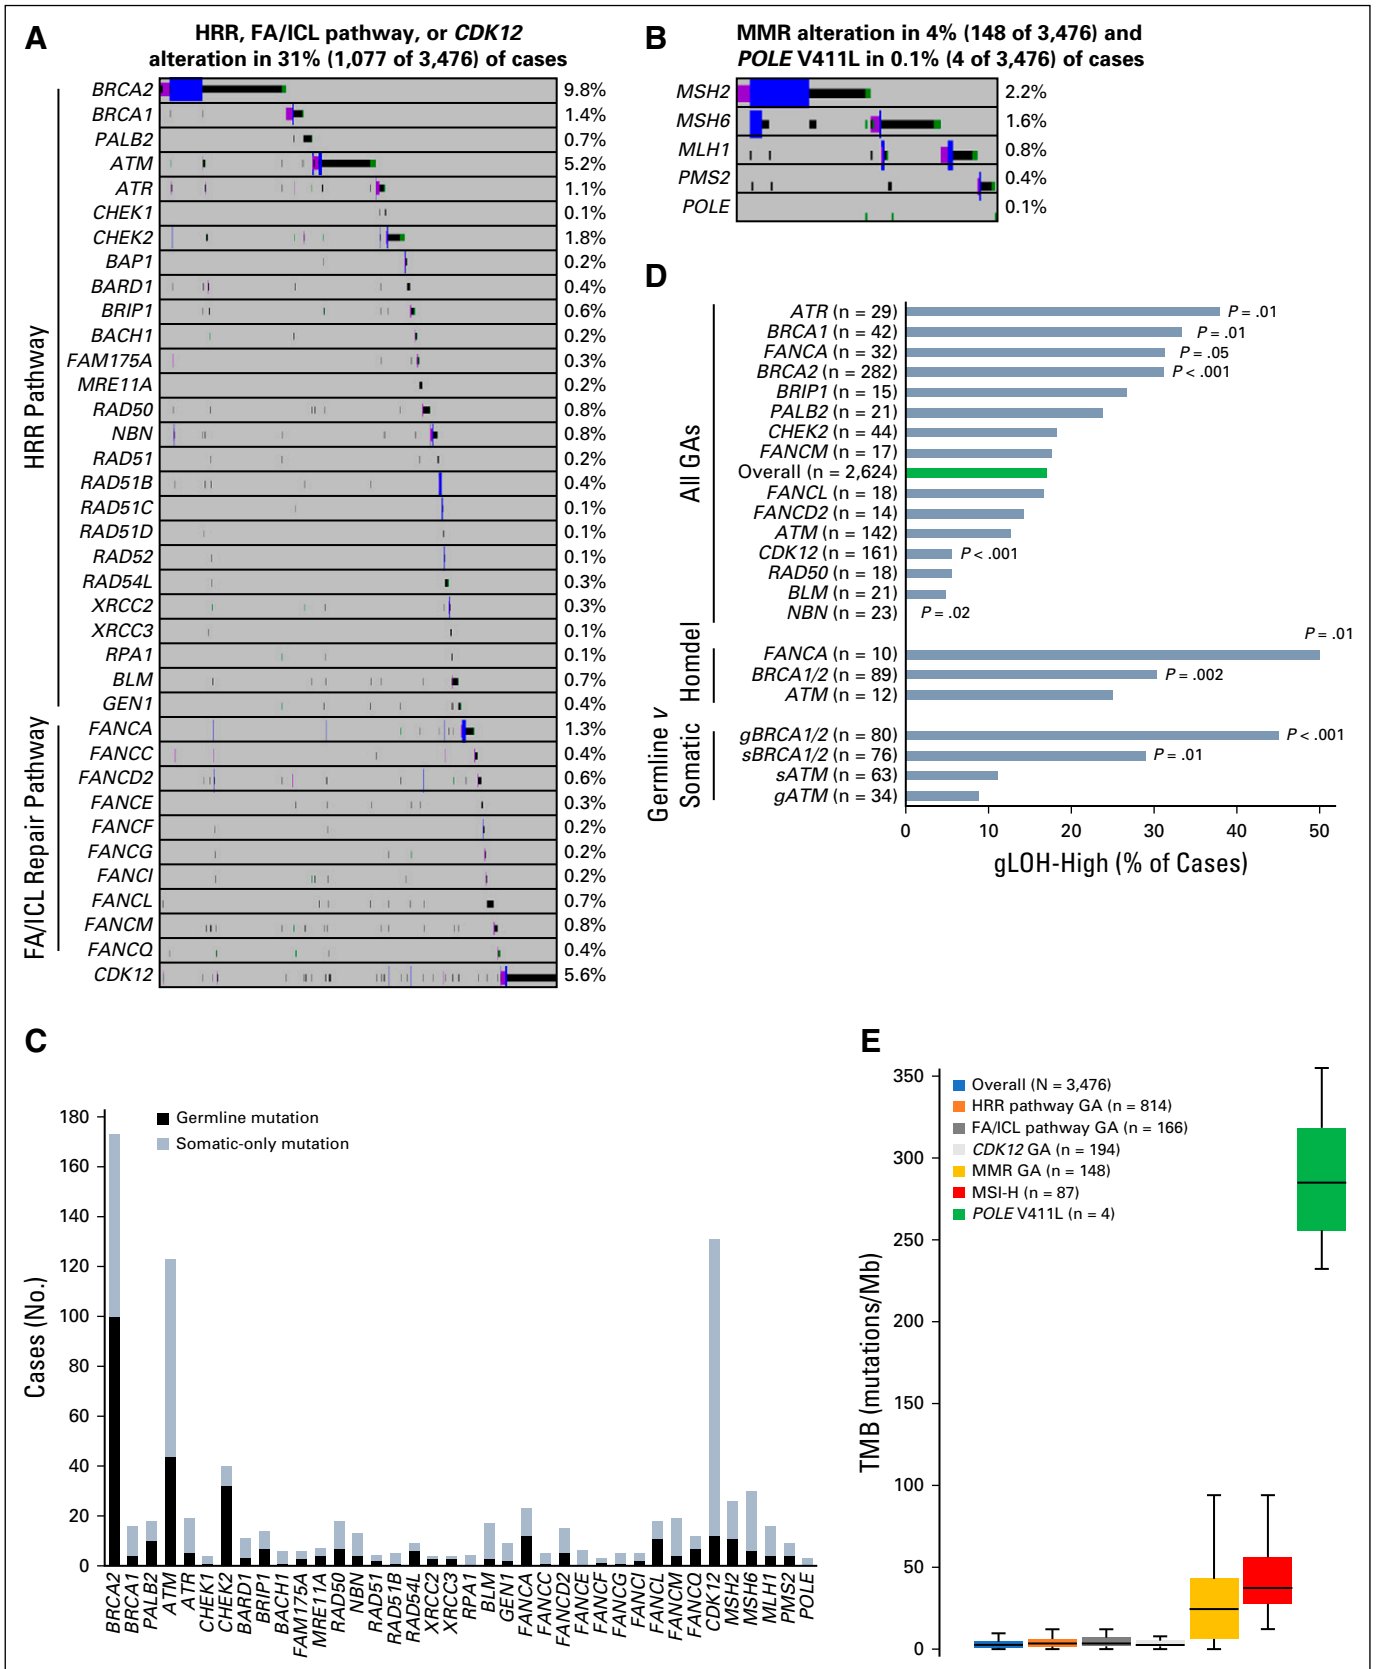 A
HRR, FA/ICL pathway, or CDK12
alteration in 31% (1,077 of 3,476) of cases
HRR Pathway
BRCA2 9.8%
BRCA1 1.4%
PALB2 0.7%
ATM 5.2%
ATR 1.1%
CHEK1 0.1%
CHEK2 1.8%
BAP1 0.2%
BARD1 0.4%
BRIP1 0.6%
BACH1 0.2%
FAM175A 0.3%
MRE11A 0.2%
RAD50 0.8%
NBN 0.8%
RAD51 0.2%
RAD51B 0.4%
RAD51C 0.1%
RAD51D 0.1%
RAD52 0.1%
RAD54L 0.3%
XRCC2 0.3%
XRCC3 0.1%
RPA1 0.1%
BLM 0.7%
GEN1 0.4%
FA/ICL Repair Pathway
FANCA 1.3%
FANCC 0.4%
FANCD2 0.6%
FANCE 0.3%
FANCF 0.2%
FANCG 0.2%
FANCI 0.2%
FANCL 0.7%
FANCM 0.8%
FANCQ 0.4%
CDK12 5.6%
B
MMR alteration in 4% (148 of 3,476) and
POLE V411L in 0.1% (4 of 3,476) of cases
MSH2 2.2%
MSH6 1.6%
MLH1 0.8%
PMS2 0.4%
POLE 0.1%
D
All GAs
ATR (n = 29) P = .01
BRCA1 (n = 42) P = .01
FANCA (n = 32) P = .05
BRCA2 (n = 282) P < .001
BRIP1 (n = 15)
PALB2 (n = 21)
CHEK2 (n = 44)
FANCM (n = 17)
Overall (n = 2,624)
FANCL (n = 18)
FANCD2 (n = 14)
ATM (n = 142)
CDK12 (n = 161) P < .001
RAD50 (n = 18)
BLM (n = 21)
NBN (n = 23) P = .02
Homdel
P = .01
FANCA (n = 10)
BRCA1/2 (n = 89) P = .002
ATM (n = 12)
Germline v
Somatic
gBRCA1/2 (n = 80) P < .001
sBRCA1/2 (n = 76) P = .01
sATM (n = 63)
gATM (n = 34)
0 10 20 30 40 50
gLOH-High (% of Cases)
C
Cases (No.)
180
160
140
120
100
80
60
40
20
0
Germline mutation
Somatic-only mutation
BRCA2
BRCA1
PALB2
ATM
ATR
CHEK1
CHEK2
BARD1
BRIP1
BACH1
FAM175A
MRE11A
RAD50
NBN
RAD51
RAD51B
RAD54L
XRCC2
XRCC3
RPA1
BLM
GEN1
FANCA
FANCC
FANCD2
FANCE
FANCF
FANCG
FANCI
FANCL
FANCM
FANCQ
CDK12
MSH2
MSH6
MLH1
PMS2
POLE
E
TMB (mutations/Mb)
350
300
250
200
150
100
50
0
Overall (N = 3,476)
HRR pathway GA (n = 814)
FA/ICL pathway GA (n = 166)
CDK12 GA (n = 194)
MMR GA (n = 148)
MSI-H (n = 87)
POLE V411L (n = 4)